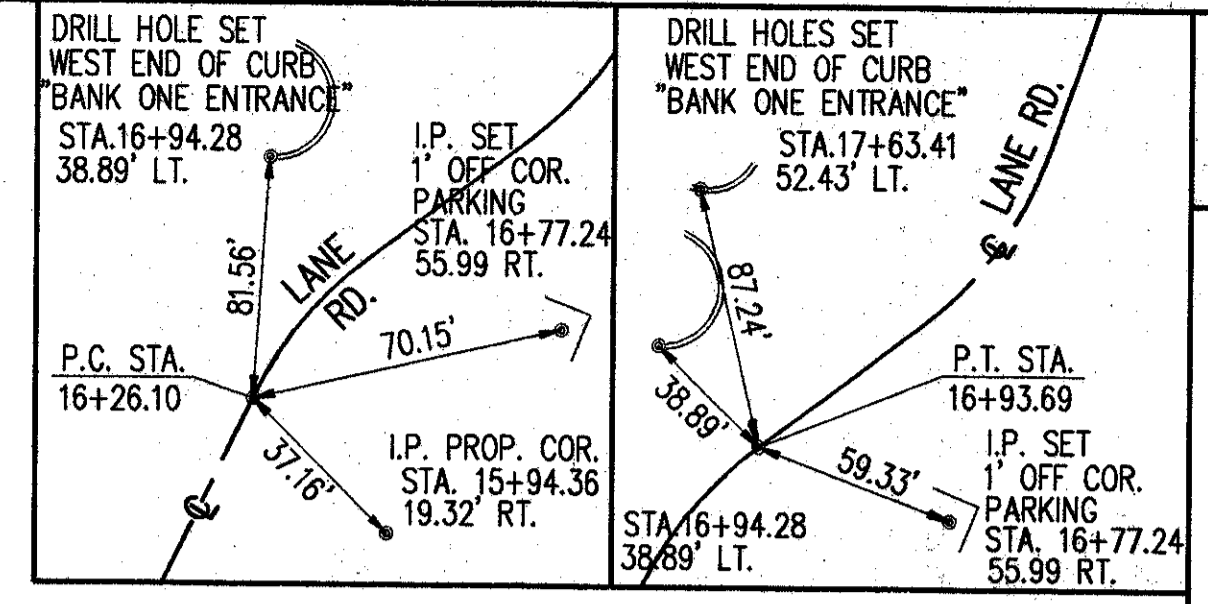 DRILL HOLE SET
WEST END OF CURB
"BANK ONE ENTRANCE"
STA.16+94.28
38.89' LT.
I.P. SET
1' OFF COR.
PARKING
STA. 16+77.24
55.99 RT.
81.56'
LANE
RD.
70.15'
P.C. STA.
16+26.10
37.16'
I.P. PROP. COR.
STA. 15+94.36
19.32' RT.
DRILL HOLES SET
WEST END OF CURB
"BANK ONE ENTRANCE"
STA.17+63.41
52.43' LT.
LANE RD.
87.24'
38.89'
P.T. STA.
16+93.69
59.33'
I.P. SET
1' OFF COR.
PARKING
STA. 16+77.24
55.99 RT.
STA.16+94.28
38.89' LT.